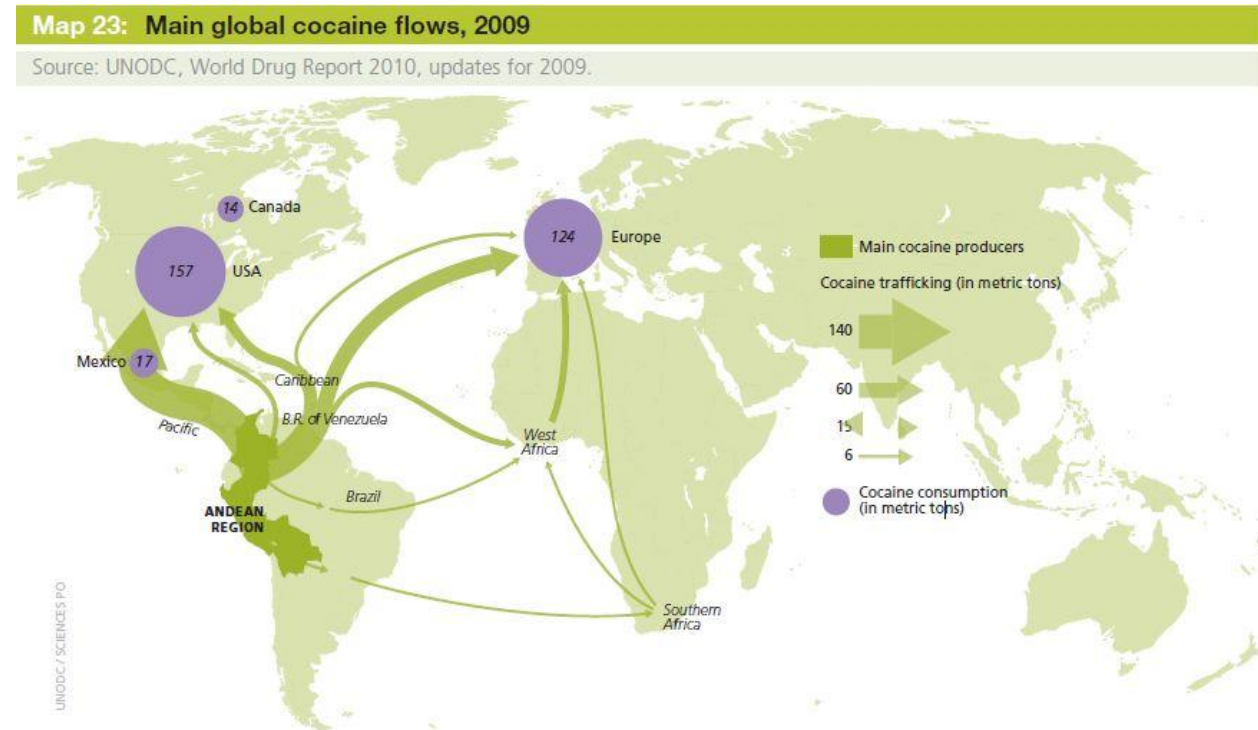 Map 23: Main global cocaine flows, 2009
Source: UNODC, World Drug Report 2010, updates for 2009.
14 Canada
157 USA
124 Europe
Mexico 17
Caribbean
B.R. of Venezuela
Pacific
West
Africa
Brazil
ANDEAN
REGION
Southern
Africa
Main cocaine producers
Cocaine trafficking (in metric tons)
140
60
15
6
Cocaine consumption
(in metric tons)
UNODC / SCIENCES PO